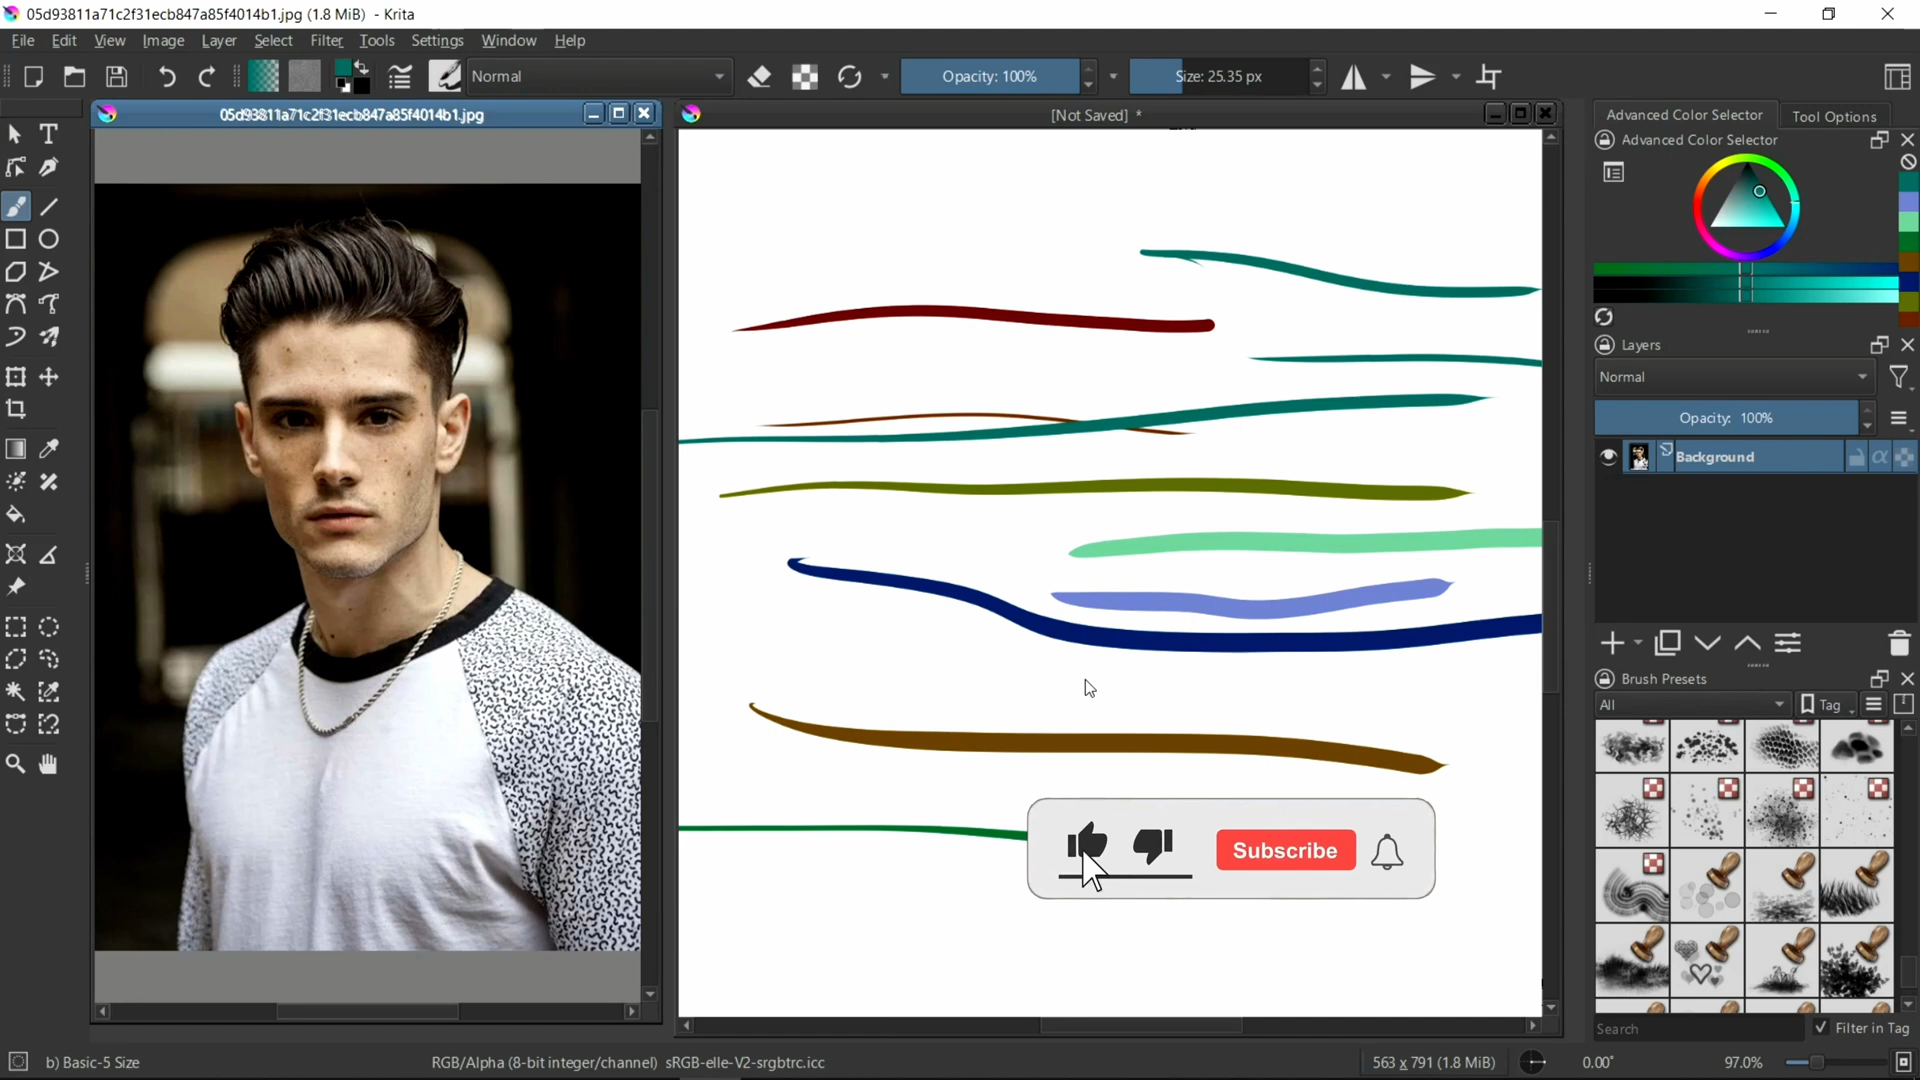 05d93811a71c2f31ecb847a85f4014b1.jpg (1.8 MiB) - Krita
File Edit View Image Layer Select Filter Tools Settings Window Help
Normal
Opacity: 100%
Size: 25.35 px
05d93811a71c2f31ecb847a85f4014b1.jpg
[Not Saved] *
Advanced Color Selector
Tool Options
Advanced Color Selector
Layers
Normal
Opacity: 100%
Background
Brush Presets
All
Tag
Subscribe
Search
Filter in Tag
b) Basic-5 Size
RGB/Alpha (8-bit integer/channel) sRGB-elle-V2-srgbtrc.icc
563 x 791 (1.8 MiB)
0.00°
97.0%